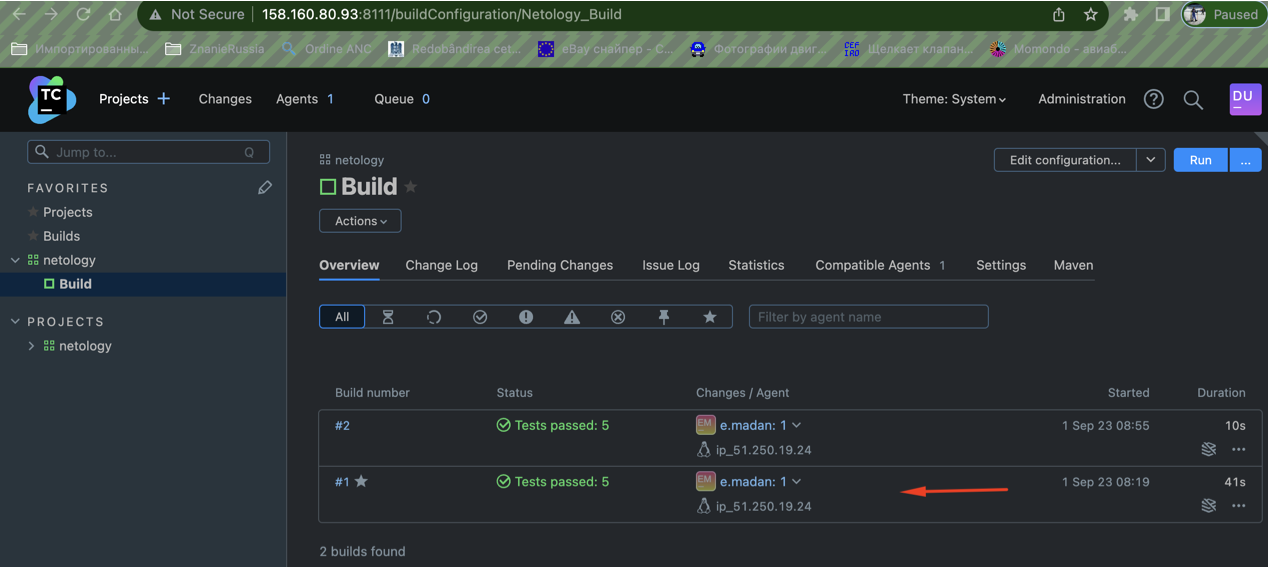 Not Secure 158.160.80.93:8111/buildConfiguration/Netology_Build Paused
Импортированны... ZnanieRussia Ordine ANC Redobândirea cet... eBay снайпер - С... Фотографии двиг... Щелкает клапан... Momondo - авиаб...
TC Projects Changes Agents 1 Queue 0 Theme: System Administration DU
Jump to... Q
FAVORITES
Projects
Builds
netology
Build
PROJECTS
netology
netology
Build
Edit configuration... Run ...
Actions
Overview Change Log Pending Changes Issue Log Statistics Compatible Agents 1 Settings Maven
All Filter by agent name
Build number Status Changes / Agent Started Duration
#2 Tests passed: 5 EM e.madan: 1 1 Sep 23 08:55 10s
ip_51.250.19.24
#1 Tests passed: 5 EM e.madan: 1 1 Sep 23 08:19 41s
ip_51.250.19.24
2 builds found